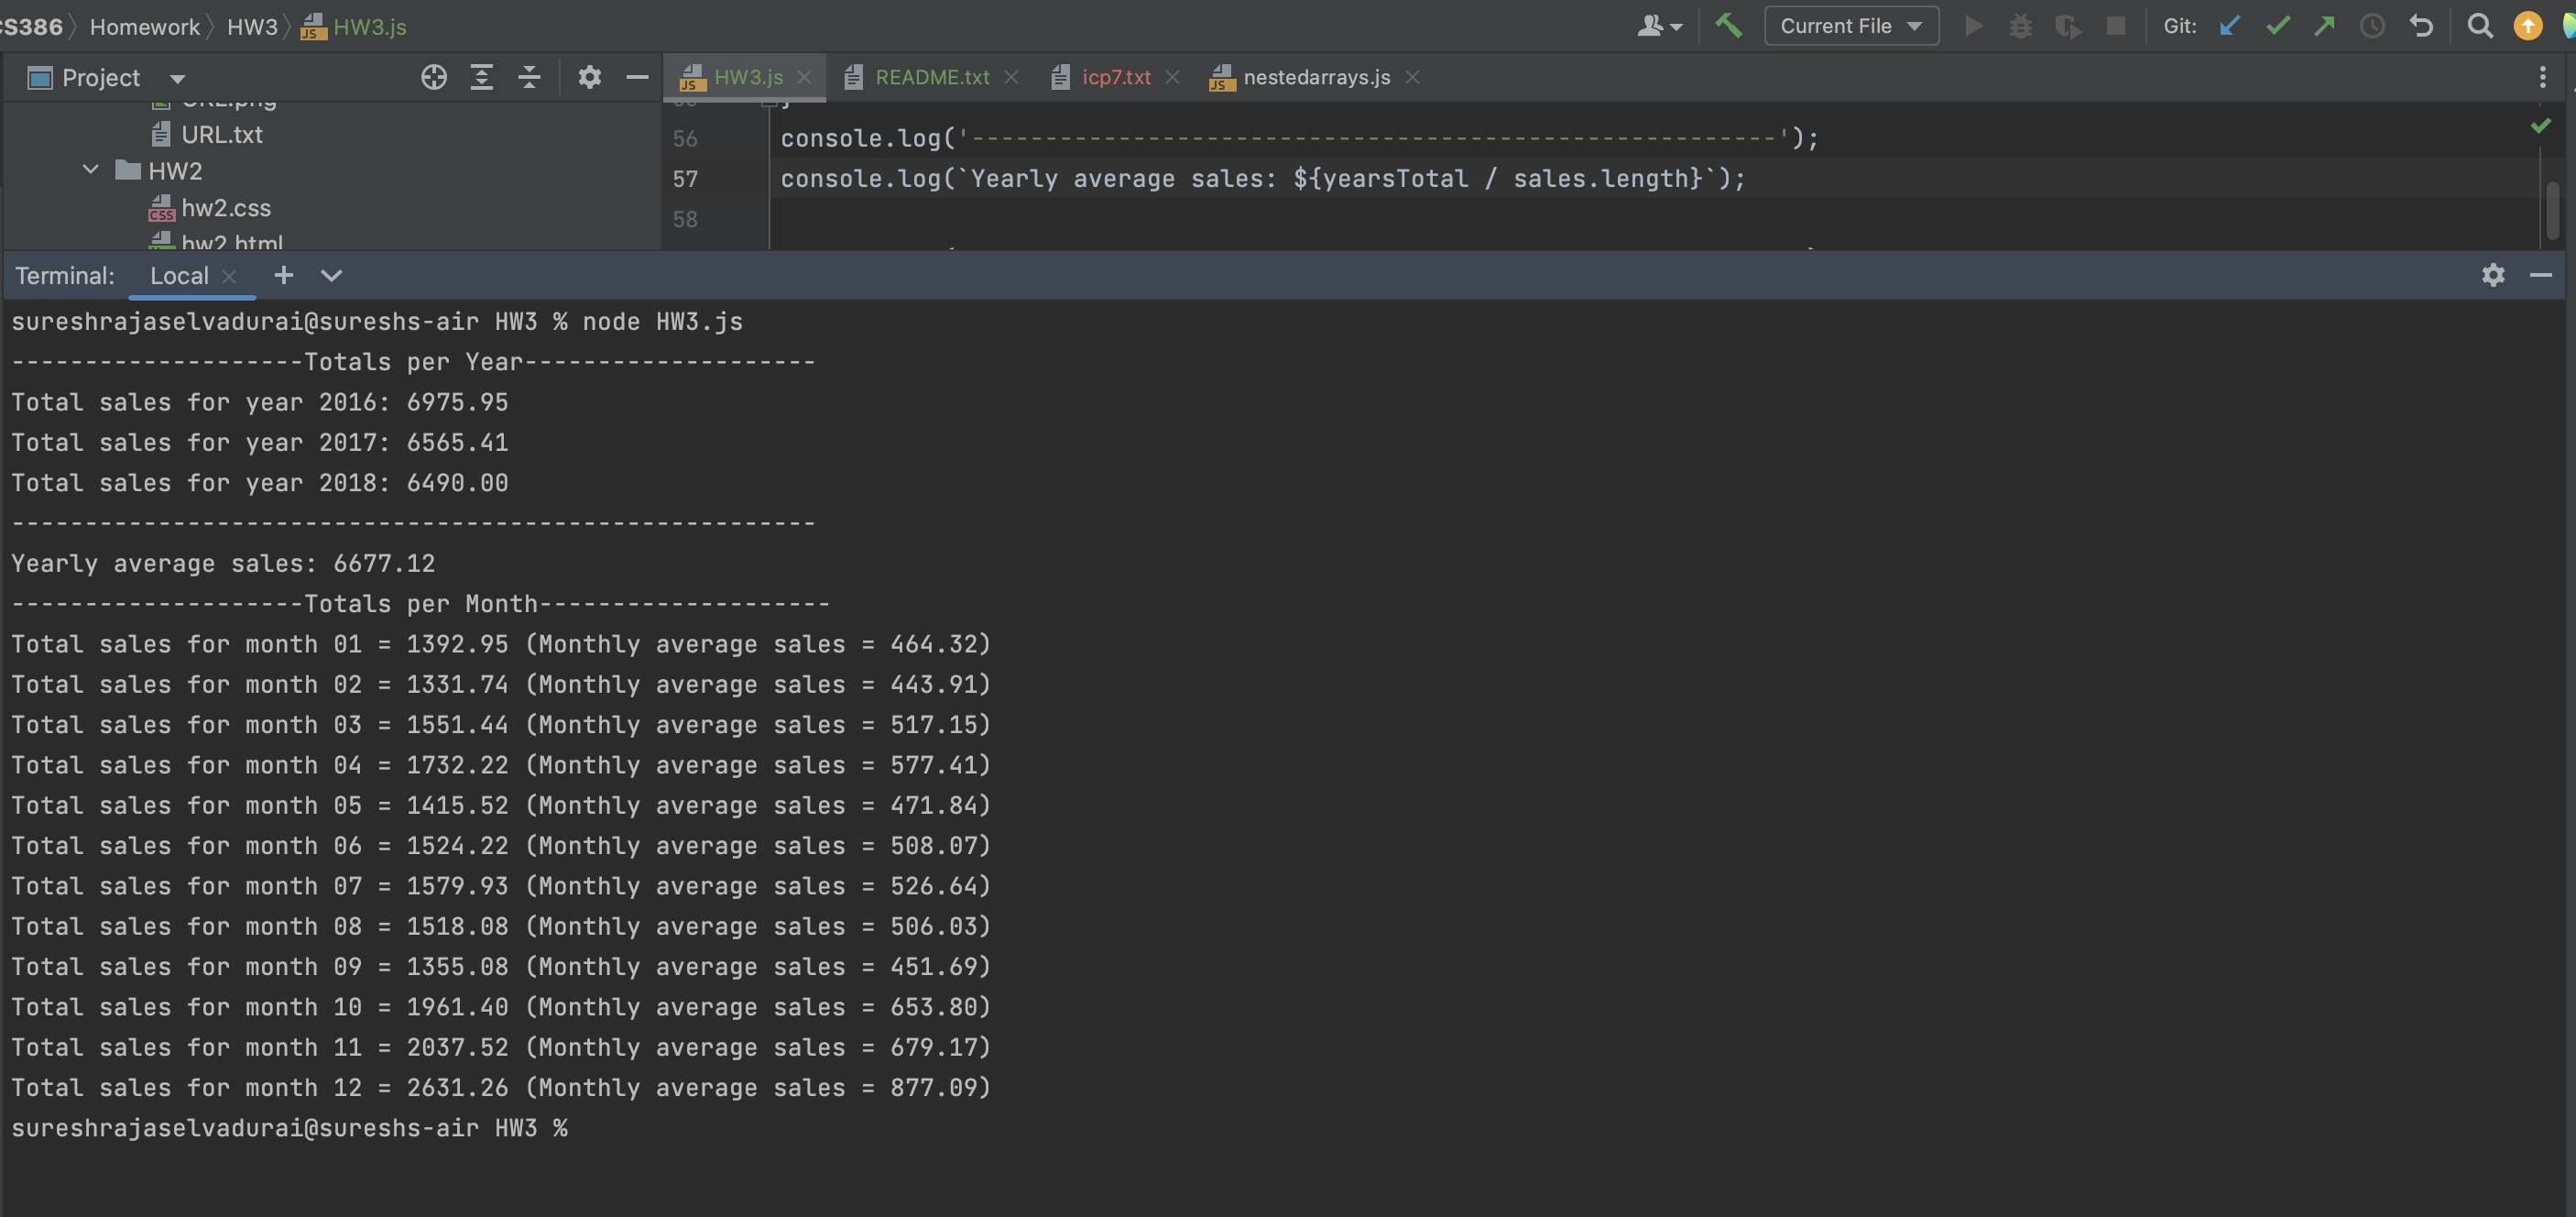 CS386 Homework HW3 HW3.js Current File Git:
Project HW3.js README.txt icp7.txt nestedarrays.js
URL.png
URL.txt
HW2
hw2.css
hw2.html
56 console.log('-------------------------------------------------------');
57 console.log(`Yearly average sales: ${yearsTotal / sales.length}`);
58
Terminal: Local
sureshrajaselvadurai@sureshs-air HW3 % node HW3.js
--------------------Totals per Year--------------------
Total sales for year 2016: 6975.95
Total sales for year 2017: 6565.41
Total sales for year 2018: 6490.00
-------------------------------------------------------
Yearly average sales: 6677.12
--------------------Totals per Month--------------------
Total sales for month 01 = 1392.95 (Monthly average sales = 464.32)
Total sales for month 02 = 1331.74 (Monthly average sales = 443.91)
Total sales for month 03 = 1551.44 (Monthly average sales = 517.15)
Total sales for month 04 = 1732.22 (Monthly average sales = 577.41)
Total sales for month 05 = 1415.52 (Monthly average sales = 471.84)
Total sales for month 06 = 1524.22 (Monthly average sales = 508.07)
Total sales for month 07 = 1579.93 (Monthly average sales = 526.64)
Total sales for month 08 = 1518.08 (Monthly average sales = 506.03)
Total sales for month 09 = 1355.08 (Monthly average sales = 451.69)
Total sales for month 10 = 1961.40 (Monthly average sales = 653.80)
Total sales for month 11 = 2037.52 (Monthly average sales = 679.17)
Total sales for month 12 = 2631.26 (Monthly average sales = 877.09)
sureshrajaselvadurai@sureshs-air HW3 %